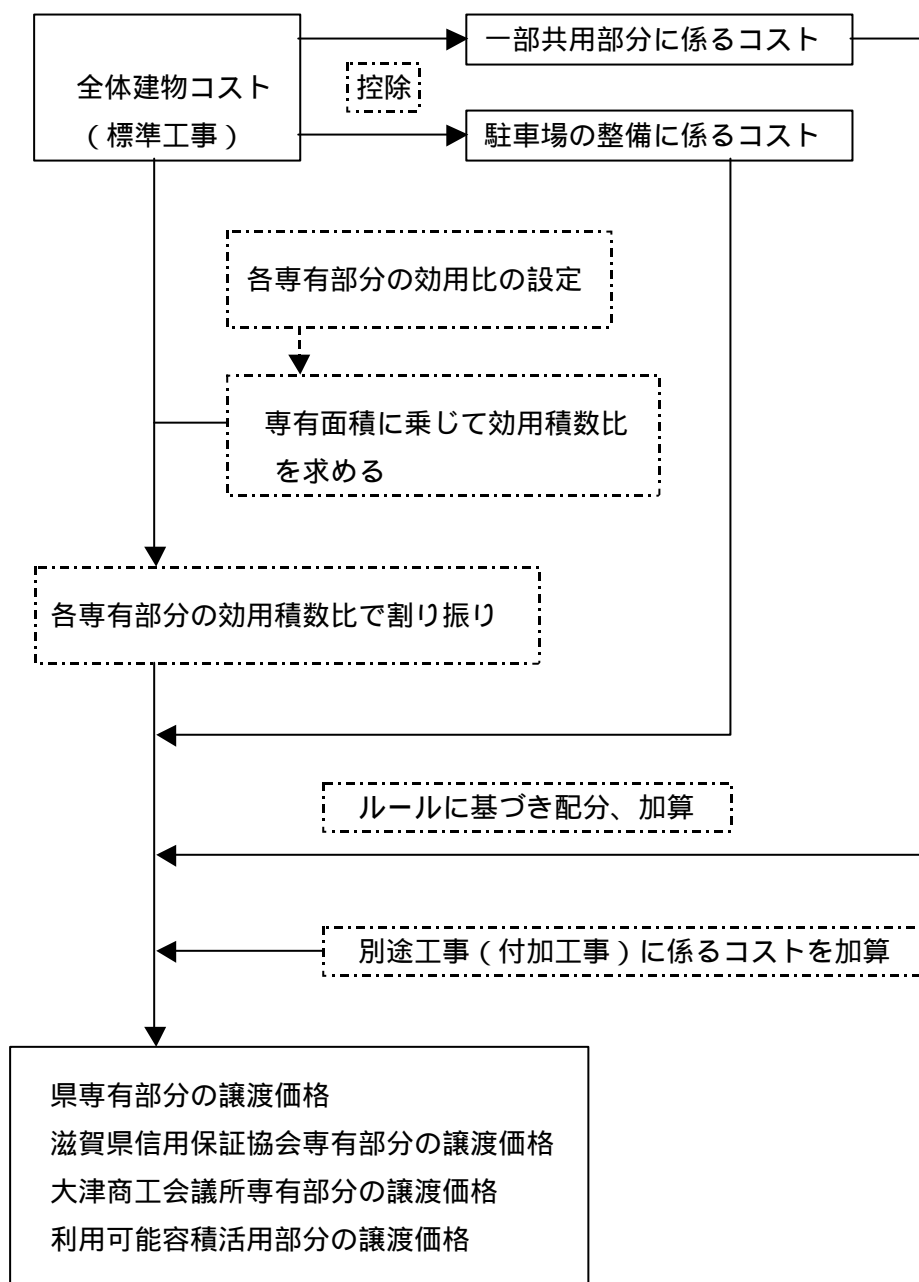 一部共用部分に係るコスト
全体建物コスト
（標準工事）
控除
駐車場の整備に係るコスト
各専有部分の効用比の設定
専有面積に乗じて効用積数比
を求める
各専有部分の効用積数比で割り振り
ルールに基づき配分、加算
別途工事（付加工事）に係るコストを加算
県専有部分の譲渡価格
滋賀県信用保証協会専有部分の譲渡価格
大津商工会議所専有部分の譲渡価格
利用可能容積活用部分の譲渡価格